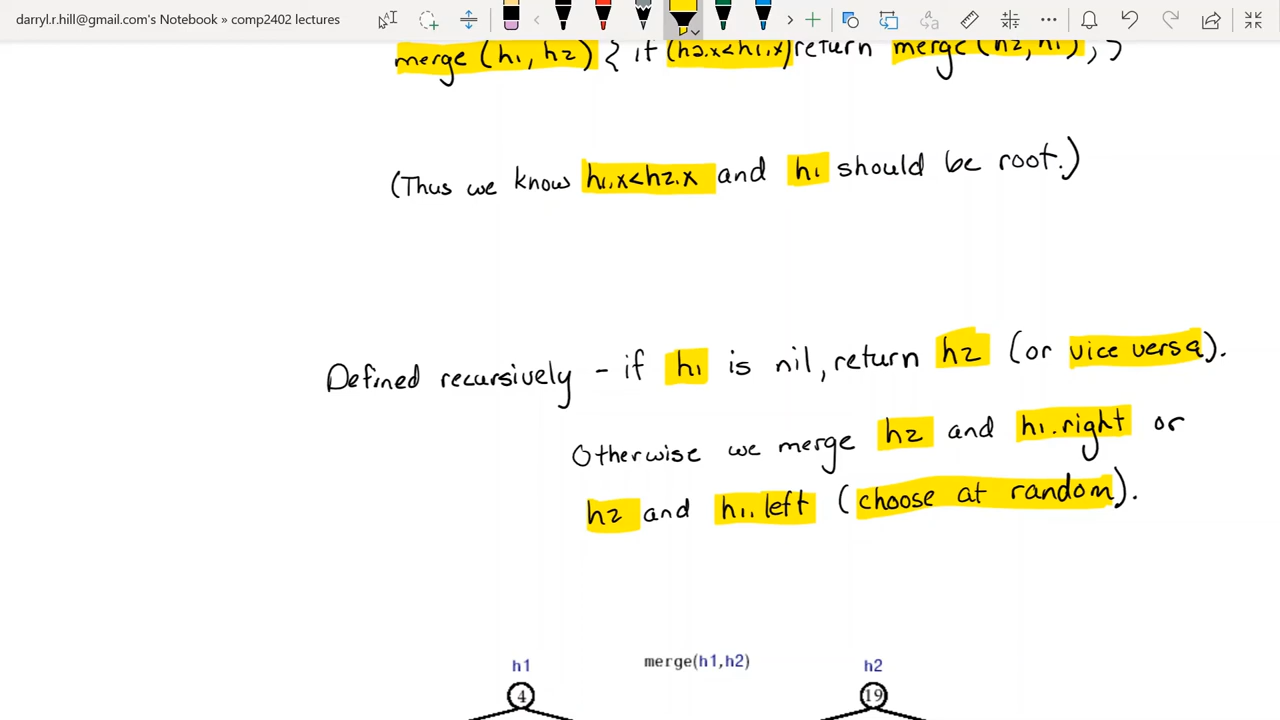 darryl.r.hill@gmail.com's Notebook » comp2402 lectures
merge (h1, h2) { if (h2.x<h1.x) return merge(h2,h1); }
(Thus we know h1.x<h2.x and h1 should be root.)
Defined recursively - if h1 is nil, return h2 (or vice versa).
Otherwise we merge h2 and h1.right or
h2 and h1.left (choose at random).
h1 merge(h1,h2) h2
4 19